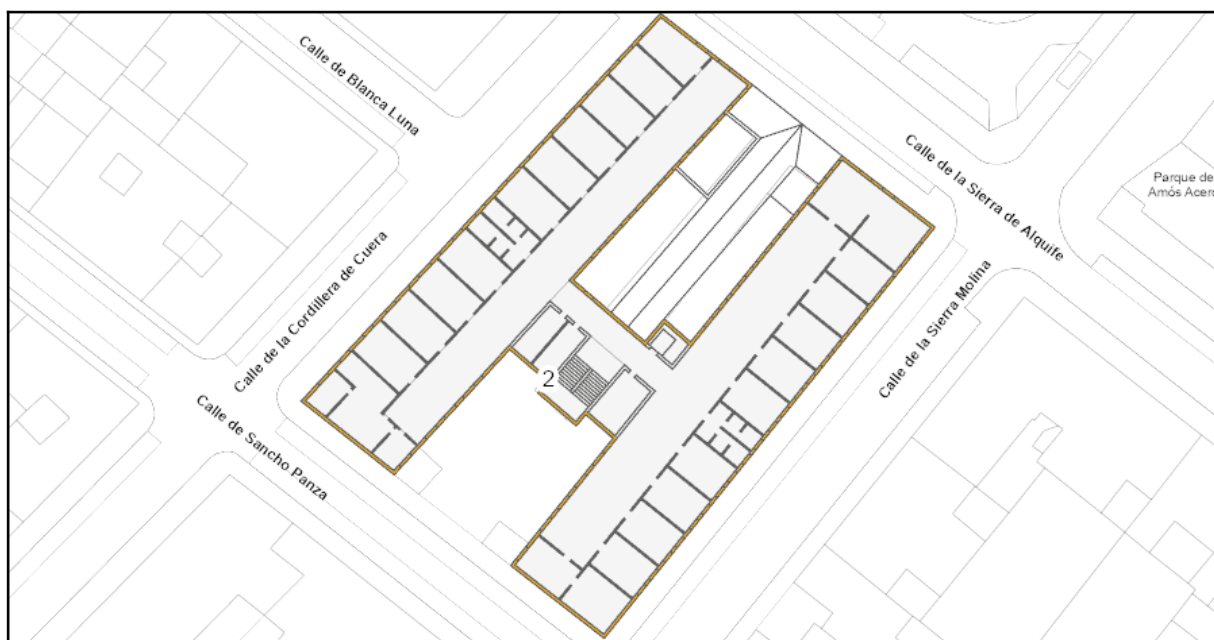 Calle de Blanca Luna
Calle de la Sierra de Alquife
Parque de
Amós Acero
Calle de la Cordillera de Cuera
Calle de la Sierra Molina
2
Calle de Sancho Panza